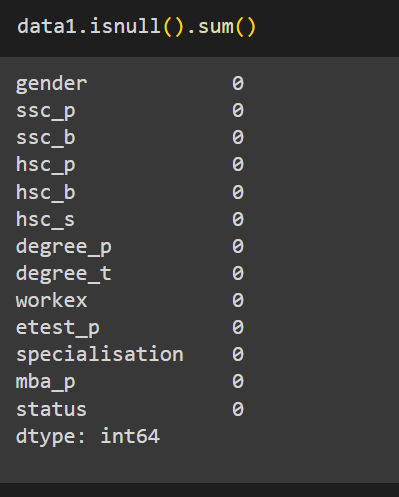 data1.isnull().sum()
gender 0
ssc_p 0
ssc_b 0
hsc_p 0
hsc_b 0
hsc_s 0
degree_p 0
degree_t 0
workex 0
etest_p 0
specialisation 0
mba_p 0
status 0
dtype: int64